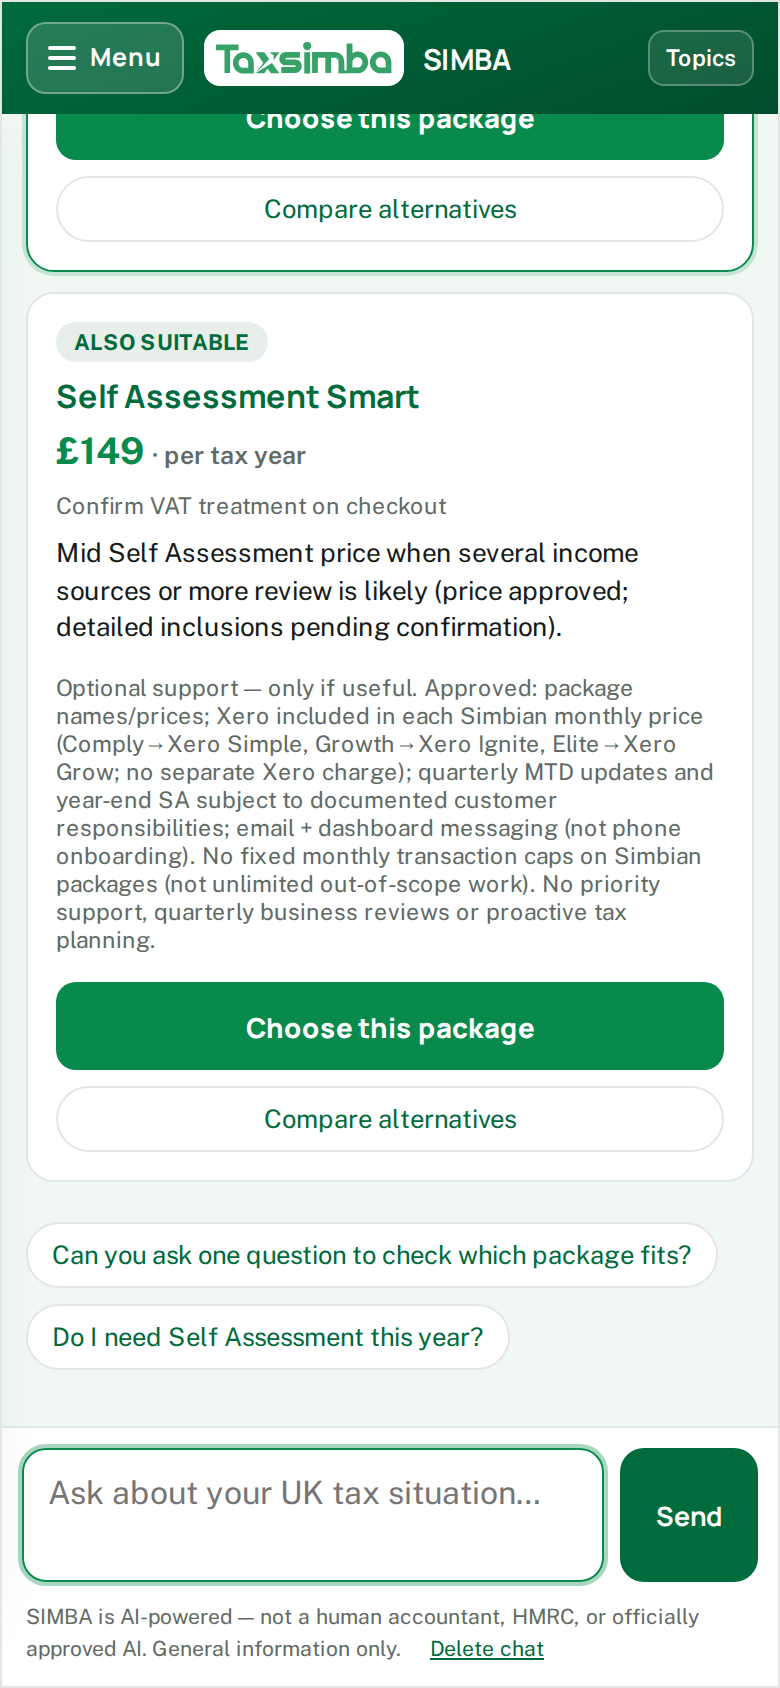 Menu
Taxsimba
SIMBA
Topics
Choose this package
Compare alternatives
ALSO SUITABLE
Self Assessment Smart
£149 · per tax year
Confirm VAT treatment on checkout
Mid Self Assessment price when several income
sources or more review is likely (price approved;
detailed inclusions pending confirmation).
Optional support — only if useful. Approved: package
names/prices; Xero included in each Simbian monthly price
(Comply→Xero Simple, Growth→Xero Ignite, Elite→Xero
Grow; no separate Xero charge); quarterly MTD updates and
year-end SA subject to documented customer
responsibilities; email + dashboard messaging (not phone
onboarding). No fixed monthly transaction caps on Simbian
packages (not unlimited out-of-scope work). No priority
support, quarterly business reviews or proactive tax
planning.
Choose this package
Compare alternatives
Can you ask one question to check which package fits?
Do I need Self Assessment this year?
Ask about your UK tax situation...
Send
SIMBA is AI-powered — not a human accountant, HMRC, or officially
approved AI. General information only. Delete chat